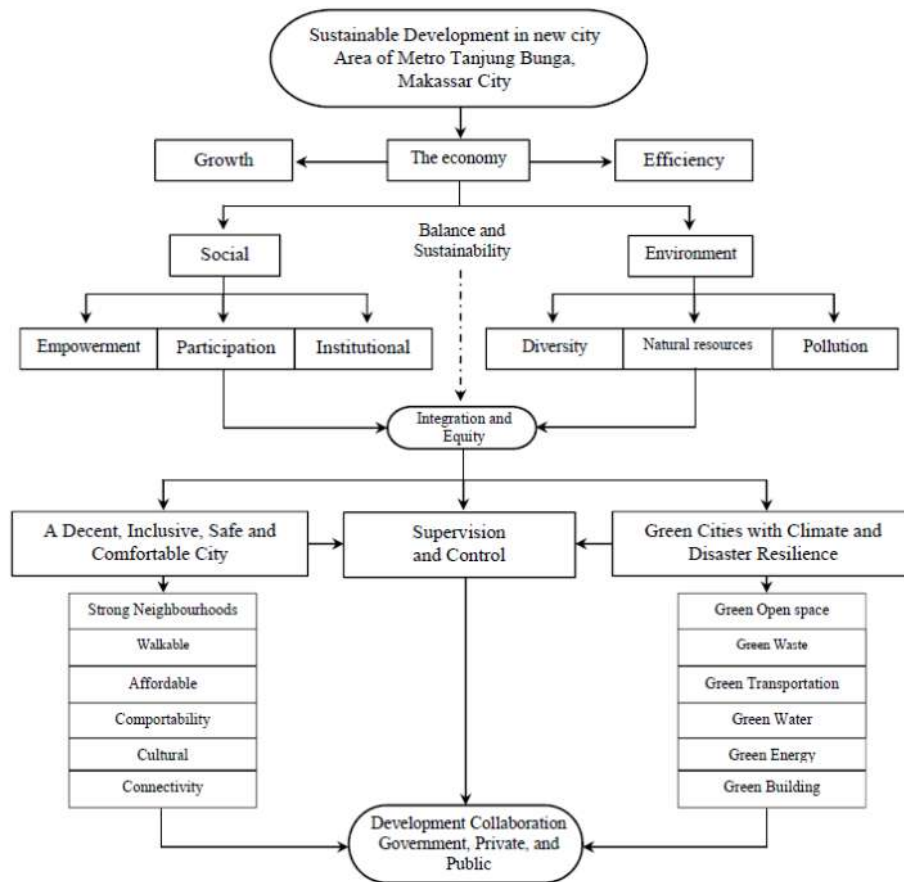 Sustainable Development in new city
Area of Metro Tanjung Bunga,
Makassar City
Growth
The economy
Efficiency
Social
Balance and
Sustainability
Environment
Empowerment
Participation
Institutional
Diversity
Natural resources
Pollution
Integration and
Equity
A Decent, Inclusive, Safe and
Comfortable City
Supervision
and Control
Green Cities with Climate and
Disaster Resilience
Strong Neighbourhoods
Walkable
Affordable
Comportability
Cultural
Connectivity
Green Open space
Green Waste
Green Transportation
Green Water
Green Energy
Green Building
Development Collaboration
Government, Private, and
Public